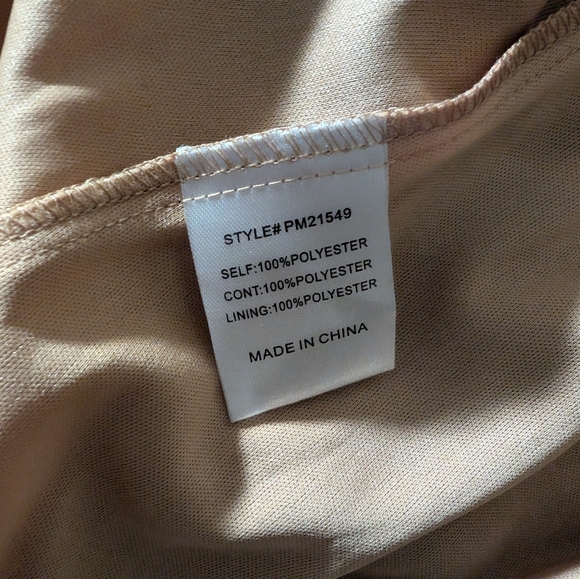 STYLE#PM21549
SELF:100%POLYESTER
CONT:100%POLYESTER
LINING:100%POLYESTER
MADE IN CHINA